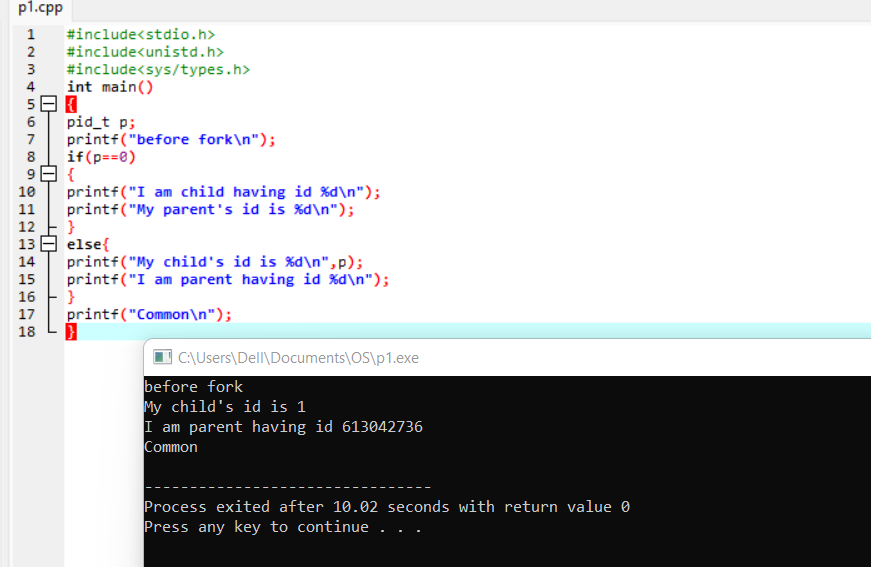 p1.cpp
1 #include<stdio.h>
2 #include<unistd.h>
3 #include<sys/types.h>
4 int main()
5 {
6 pid_t p;
7 printf("before fork\n");
8 if(p==0)
9 {
10 printf("I am child having id %d\n");
11 printf("My parent's id is %d\n");
12 }
13 else{
14 printf("My child's id is %d\n",p);
15 printf("I am parent having id %d\n");
16 }
17 printf("Common\n");
18 }
C:\Users\Dell\Documents\OS\p1.exe
before fork
My child's id is 1
I am parent having id 613042736
Common
--------------------------------
Process exited after 10.02 seconds with return value 0
Press any key to continue . . .